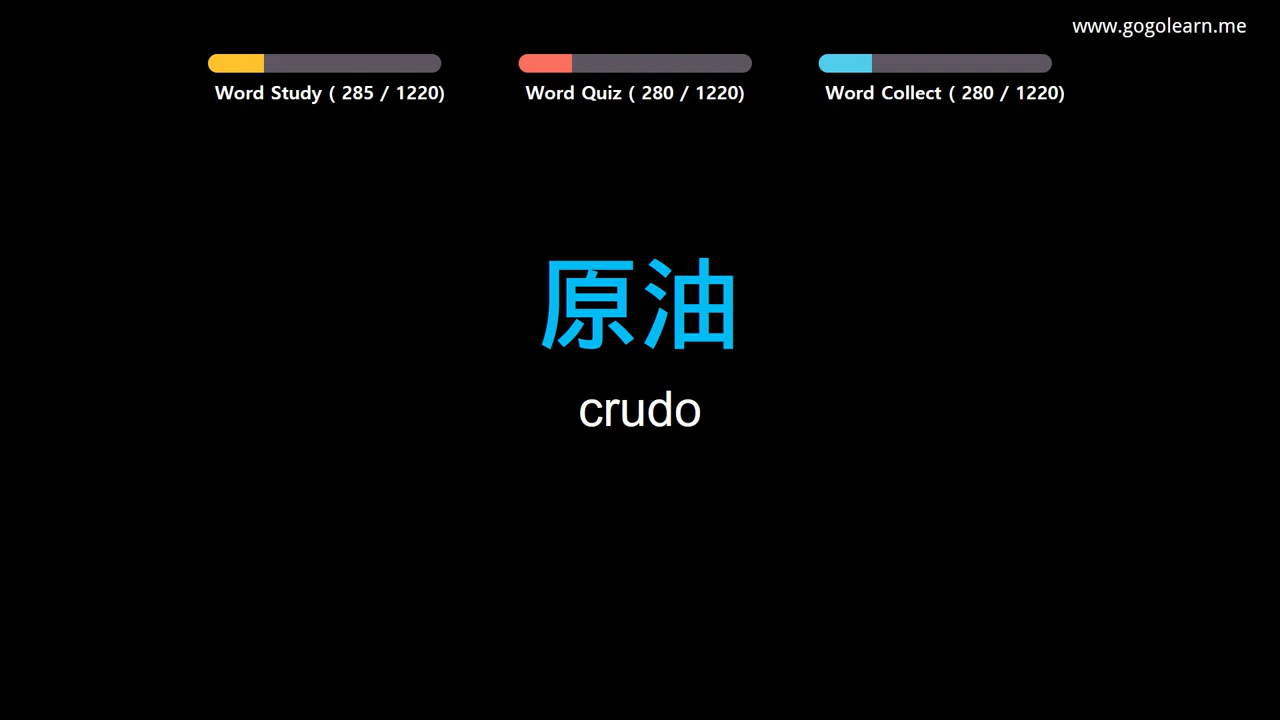 www.gogolearn.me
Word Study ( 285 / 1220)
Word Quiz ( 280 / 1220)
Word Collect ( 280 / 1220)
原油
crudo